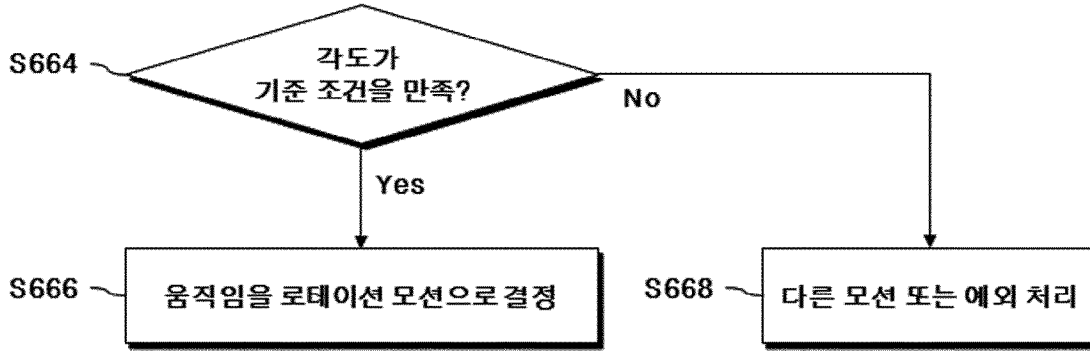 S664
각도가
기준 조건을 만족?
No
Yes
S666
움직임을 로테이션 모션으로결정
S668
다른 모션 또는 예외 처리